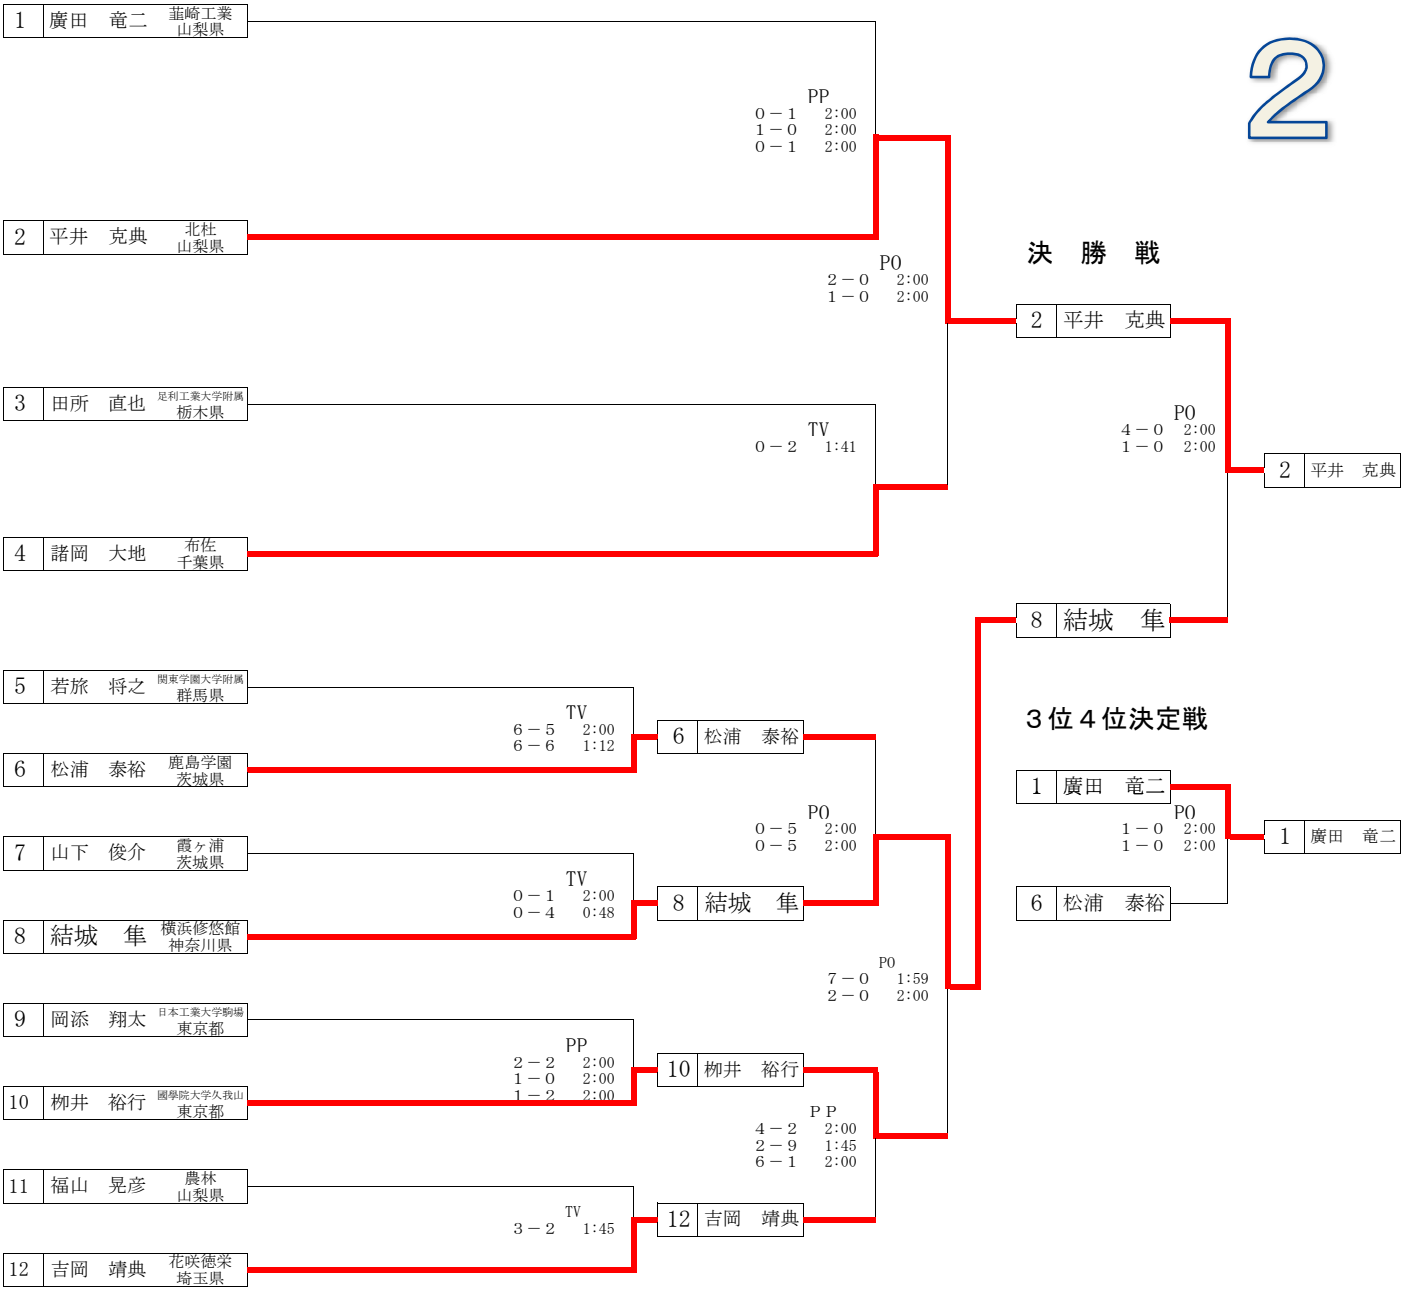 1 廣田 竜二 韮崎工業 山梨県
2
PP
0－1 2:00
1－0 2:00
0－1 2:00
2 平井 克典 北杜 山梨県
決 勝 戦
PO
2－0 2:00
1－0 2:00
2 平井 克典
3 田所 直也 足利工業大学附属 栃木県
PO
4－0 2:00
1－0 2:00
TV
0－2 1:41
2 平井 克典
4 諸岡 大地 布佐 千葉県
8 結城 隼
5 若旅 将之 関東学園大学附属 群馬県
TV
6－5 2:00
6－6 1:12
3位4位決定戦
6 松浦 泰裕
6 松浦 泰裕 鹿島学園 茨城県
1 廣田 竜二
PO
0－5 2:00
0－5 2:00
PO
1－0 2:00
1－0 2:00
1 廣田 竜二
7 山下 俊介 霞ヶ浦 茨城県
TV
0－1 2:00
0－4 0:48
8 結城 隼
6 松浦 泰裕
8 結城 隼 横浜修悠館 神奈川県
PO
7－0 1:59
2－0 2:00
9 岡添 翔太 日本工業大学駒場 東京都
PP
2－2 2:00
1－0 2:00
1－2 2:00
10 栁井 裕行
10 栁井 裕行 國學院大学久我山 東京都
ＰＰ
4－2 2:00
2－9 1:45
6－1 2:00
11 福山 晃彦 農林 山梨県
TV
3－2 1:45
12 吉岡 靖典
12 吉岡 靖典 花咲徳栄 埼玉県